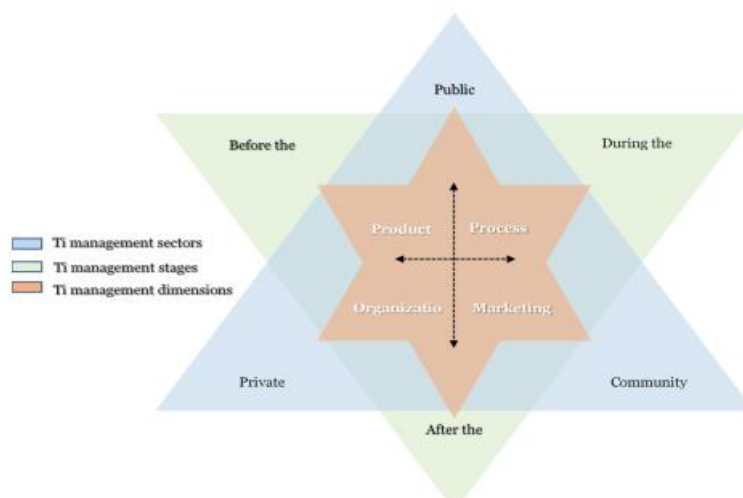 Public
Before the
During the
Product
Process
Ti management sectors
Ti management stages
Ti management dimensions
Organizatio
Marketing
Private
Community
After the